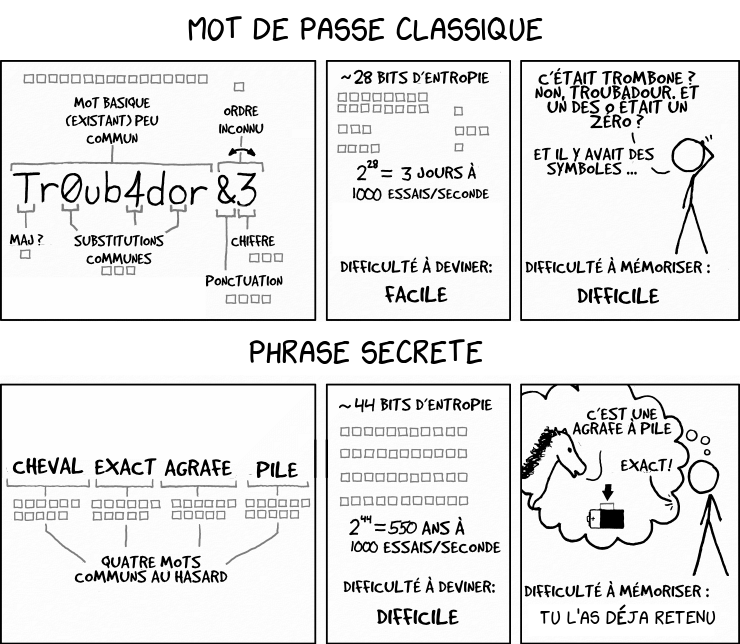 MOT DE PASSE CLASSIQUE
MOT BASIQUE
(EXISTANT) PEU
COMMUN
ORDRE
INCONNU
Tr0ub4dor &3
MAJ ?
SUBSTITUTIONS
COMMUNES
CHIFFRE
PONCTUATION
~28 BITS D'ENTROPIE
2²⁸ = 3 JOURS À
1000 ESSAIS/SECONDE
DIFFICULTÉ À DEVINER:
FACILE
C'ÉTAIT TROMBONE ?
NON, TROUBADOUR. ET
UN DES O ÉTAIT UN
ZÉRO ?
ET IL Y AVAIT DES
SYMBOLES ...
DIFFICULTÉ À MÉMORISER :
DIFFICILE
PHRASE SECRETE
CHEVAL EXACT AGRAFE PILE
QUATRE MOTS
COMMUNS AU HASARD
~44 BITS D'ENTROPIE
2⁴⁴ = 550 ANS À
1000 ESSAIS/SECONDE
DIFFICULTÉ À DEVINER:
DIFFICILE
C'EST UNE
AGRAFE À PILE
EXACT!
DIFFICULTÉ À MÉMORISER :
TU L'AS DÉJA RETENU